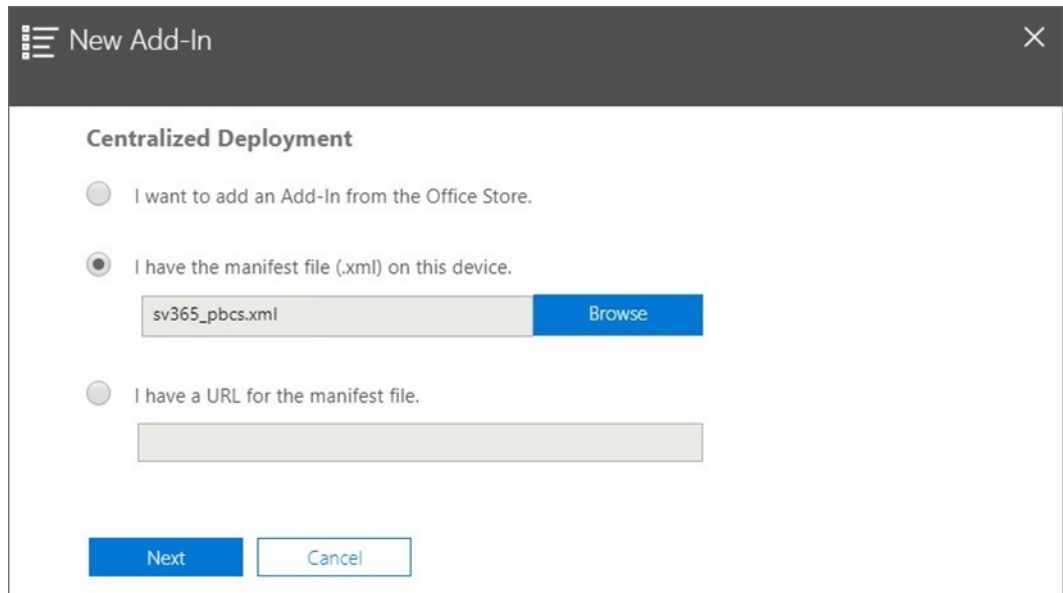 New Add-In
Centralized Deployment
I want to add an Add-In from the Office Store.
I have the manifest file (.xml) on this device.
sv365_pbcs.xml
Browse
I have a URL for the manifest file.
Next
Cancel